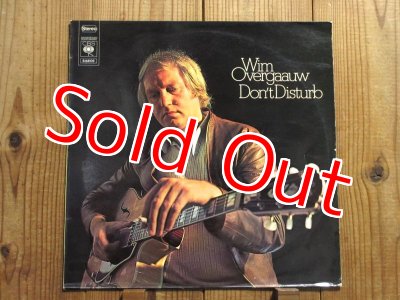 Stereo
CBS
Wim
Overgaauw
Don't Disturb
Sold Out